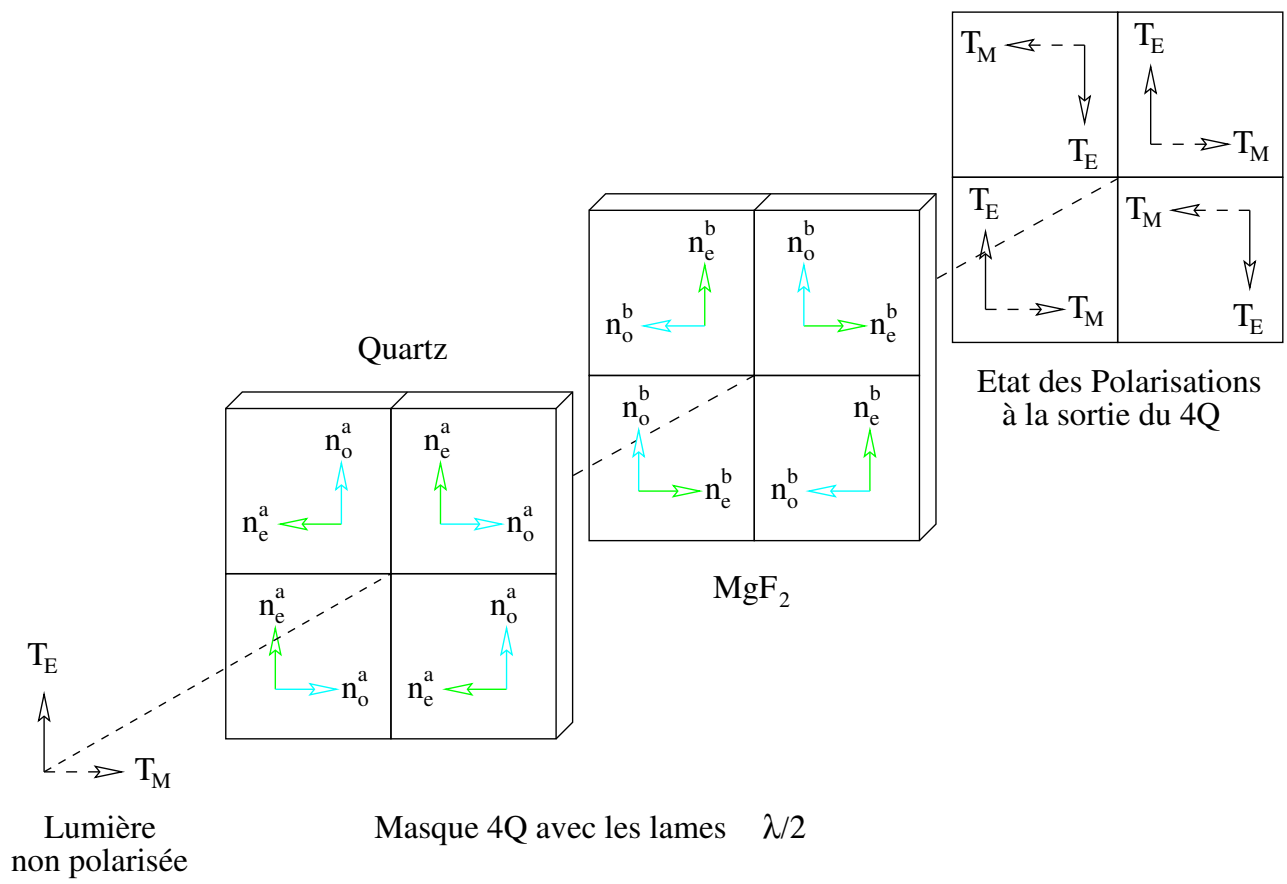 T_M
T_E
T_E
T_M
T_E
T_M
T_M
T_E
Etat des Polarisations
à la sortie du 4Q
n_e^b
n_o^b
n_o^b
n_e^b
n_o^b
n_e^b
n_e^b
n_o^b
MgF_2
Quartz
n_o^a
n_e^a
n_e^a
n_o^a
n_e^a
n_o^a
n_o^a
n_e^a
T_E
T_M
Lumière
non polarisée
Masque 4Q avec les lames λ/2